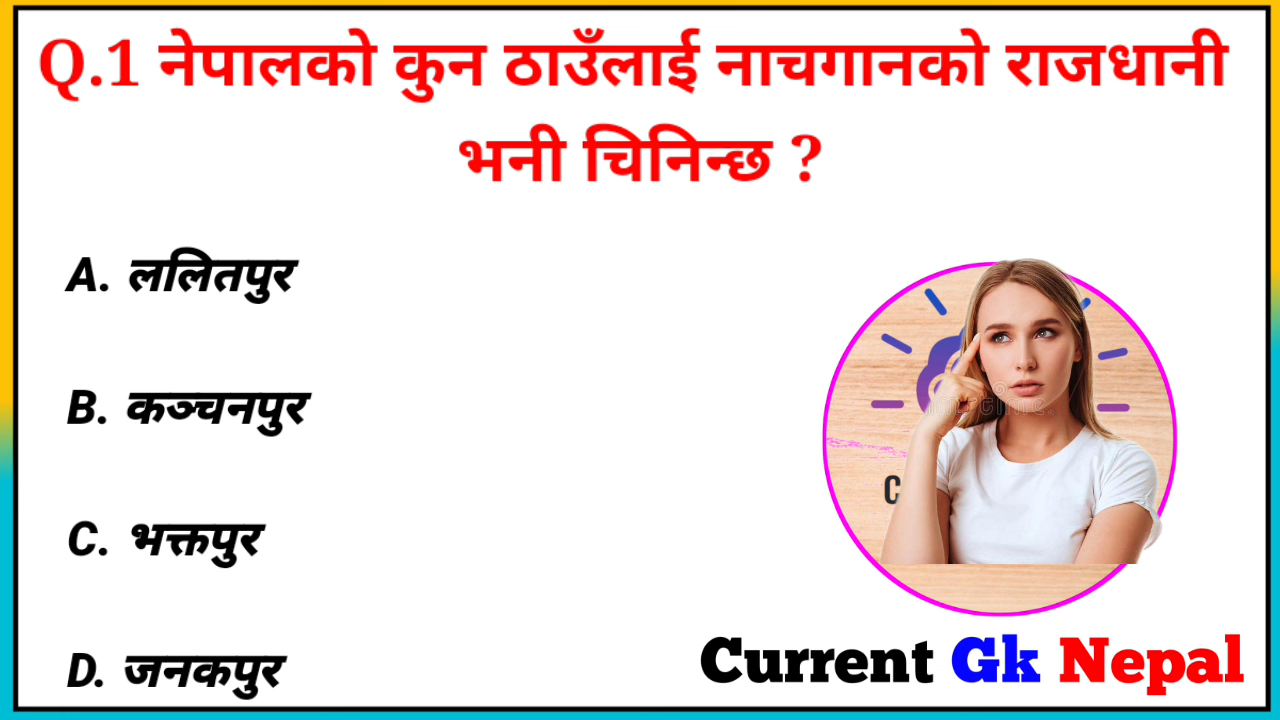 Q.1 नेपालको कुन ठाउँलाई नाचगानको राजधानी
भनी चिनिन्छ ?
A. ललितपुर
B. कञ्चनपुर
C. भक्तपुर
D. जनकपुर
C
Current Gk Nepal